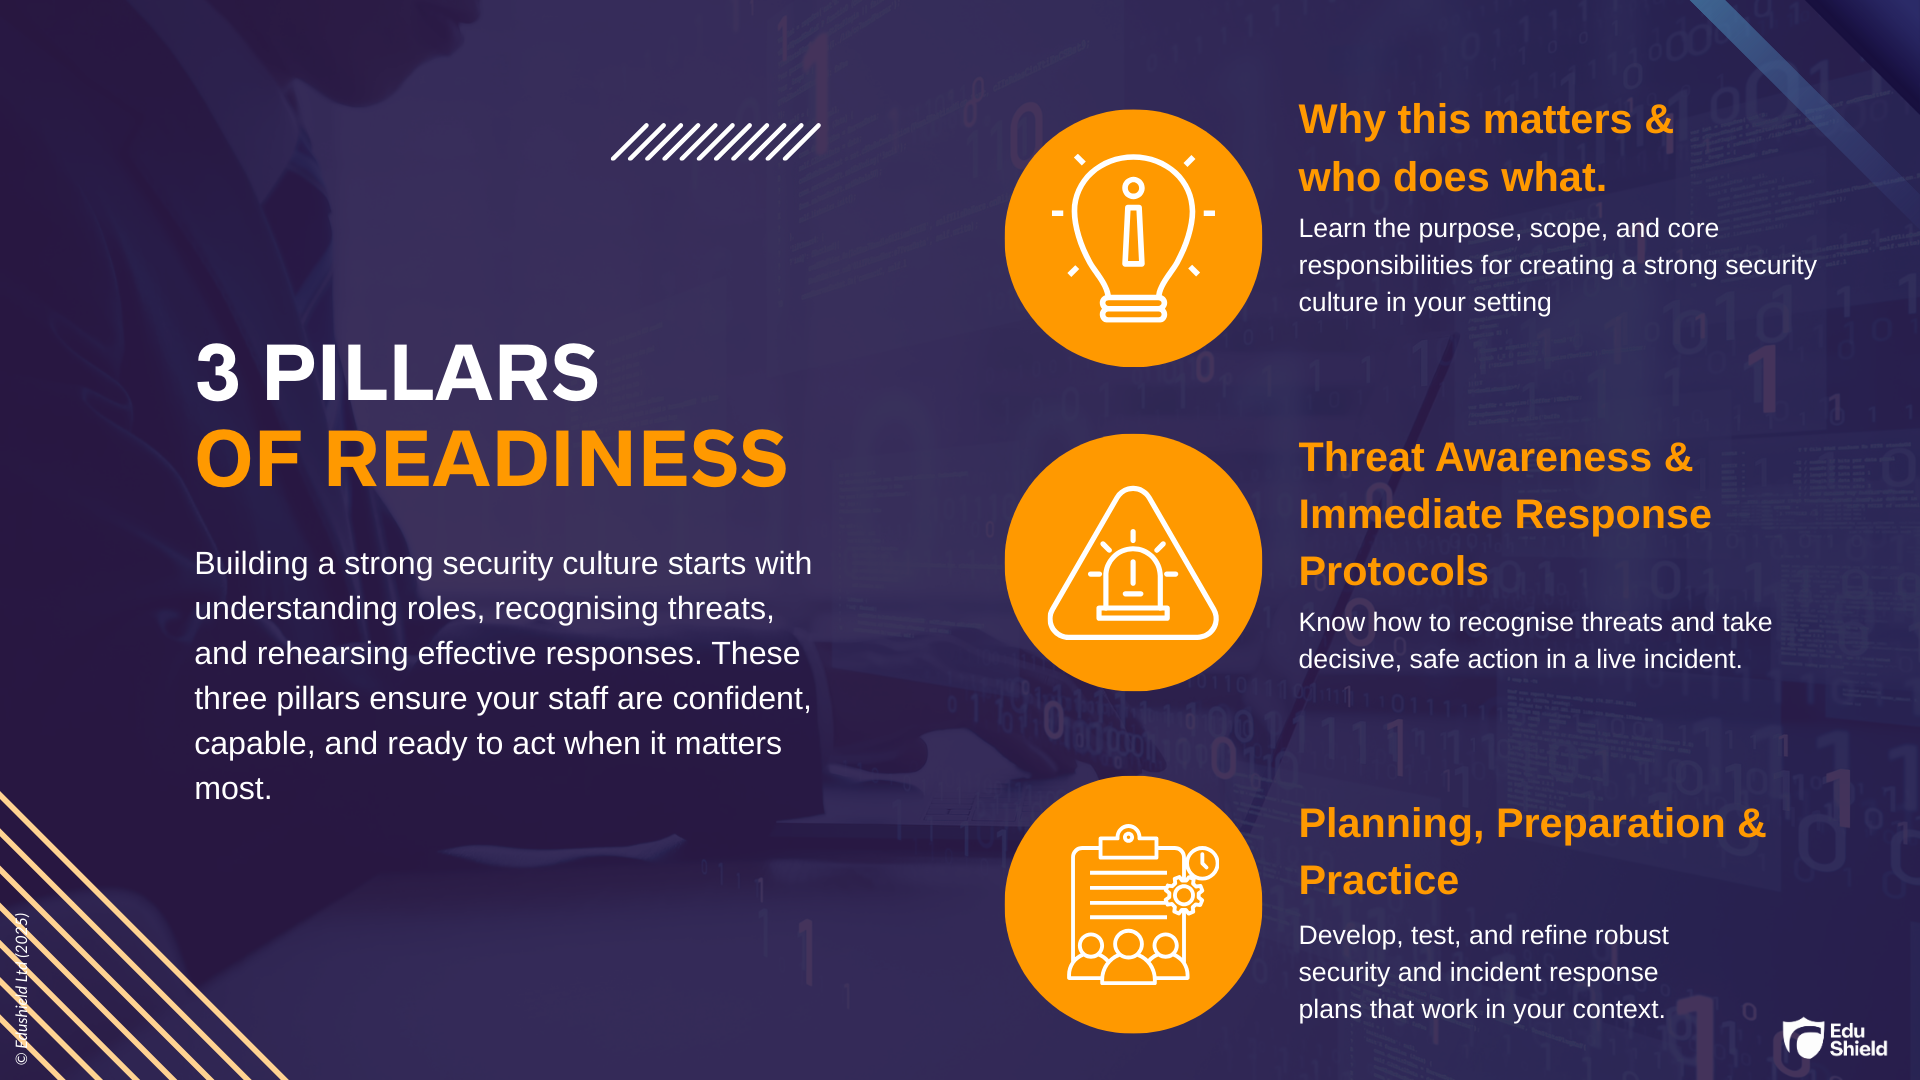 3 PILLARS
OF READINESS
Building a strong security culture starts with
understanding roles, recognising threats,
and rehearsing effective responses. These
three pillars ensure your staff are confident,
capable, and ready to act when it matters
most.
Why this matters &
who does what.
Learn the purpose, scope, and core
responsibilities for creating a strong security
culture in your setting
Threat Awareness &
Immediate Response
Protocols
Know how to recognise threats and take
decisive, safe action in a live incident.
Planning, Preparation &
Practice
Develop, test, and refine robust
security and incident response
plans that work in your context.
© Edushield Ltd (2025)
Edu
Shield